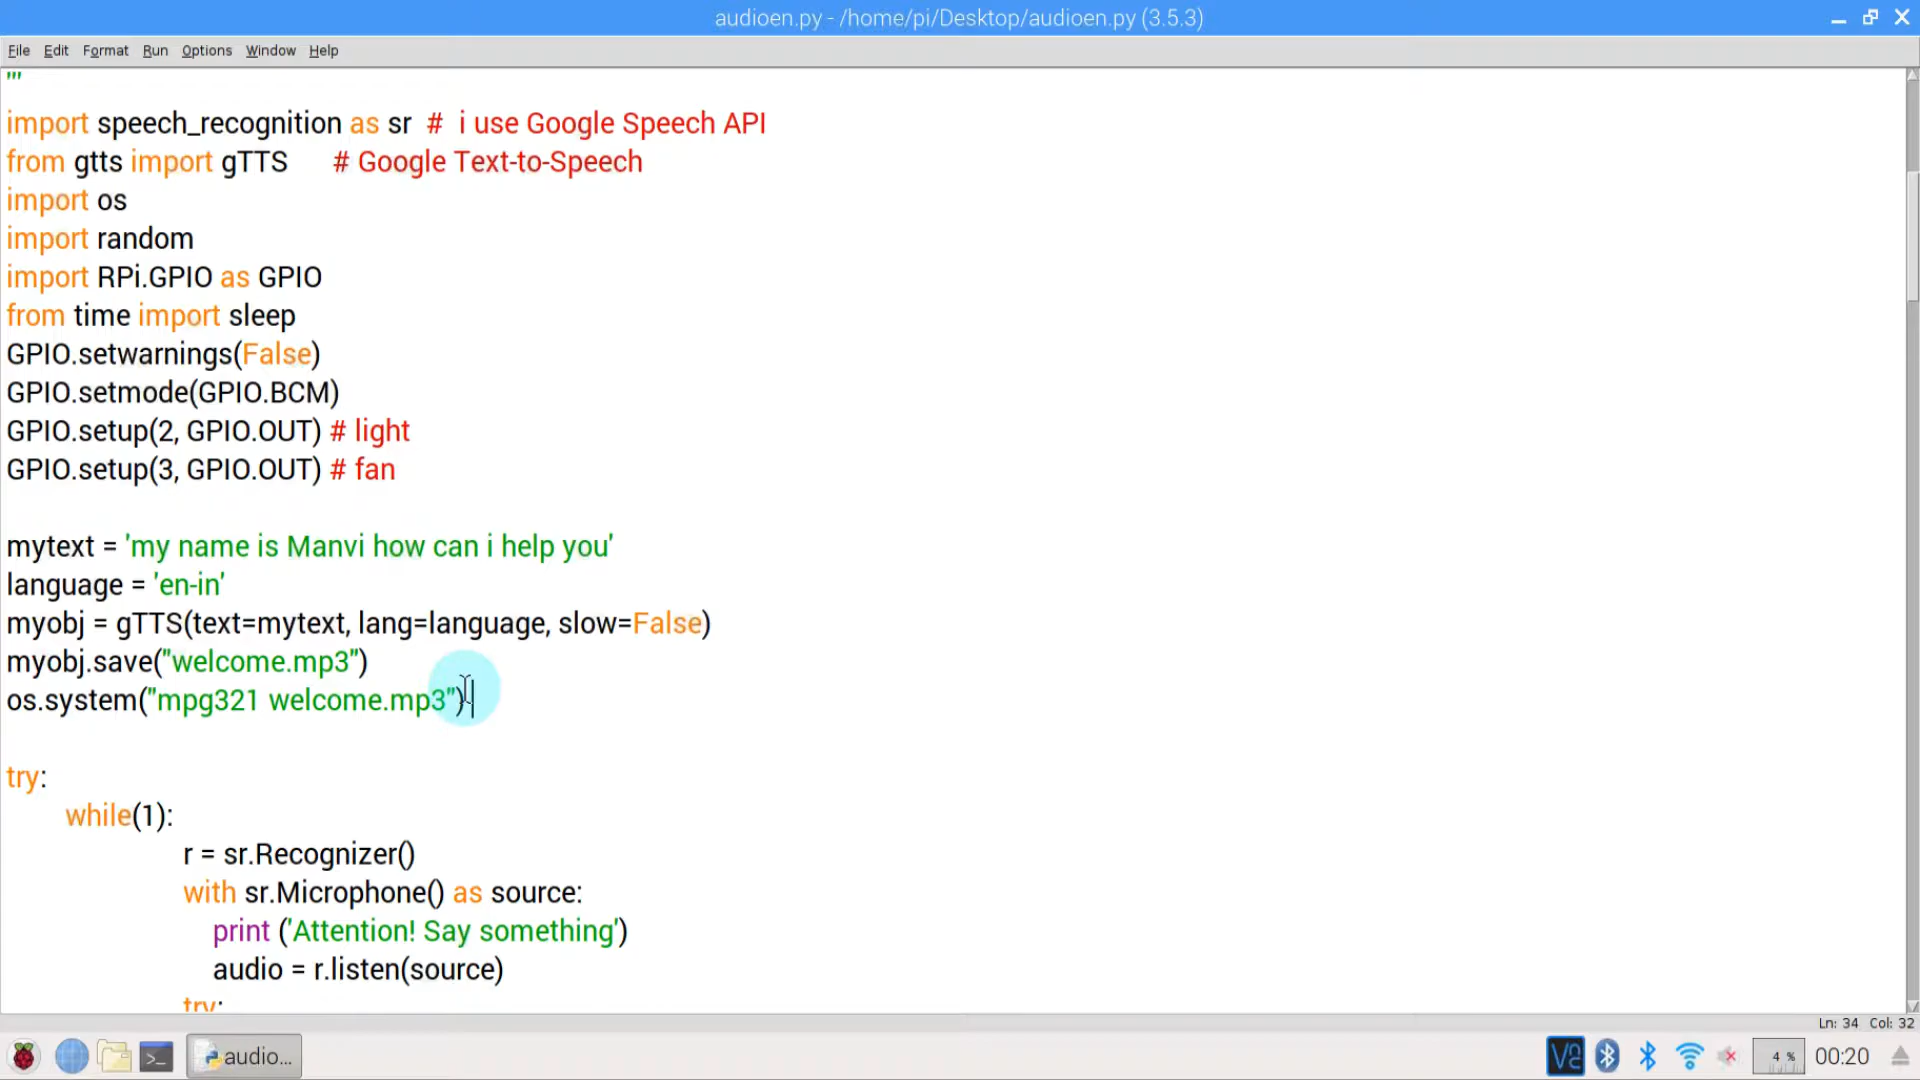 audioen.py - /home/pi/Desktop/audioen.py (3.5.3)
File Edit Format Run Options Window Help
'''
import speech_recognition as sr # i use Google Speech API
from gtts import gTTS # Google Text-to-Speech
import os
import random
import RPi.GPIO as GPIO
from time import sleep
GPIO.setwarnings(False)
GPIO.setmode(GPIO.BCM)
GPIO.setup(2, GPIO.OUT) # light
GPIO.setup(3, GPIO.OUT) # fan
mytext = 'my name is Manvi how can i help you'
language = 'en-in'
myobj = gTTS(text=mytext, lang=language, slow=False)
myobj.save("welcome.mp3")
os.system("mpg321 welcome.mp3")
try:
while(1):
r = sr.Recognizer()
with sr.Microphone() as source:
print ('Attention! Say something')
audio = r.listen(source)
try:
Ln: 34 Col: 32
audio... 4 % 00:20